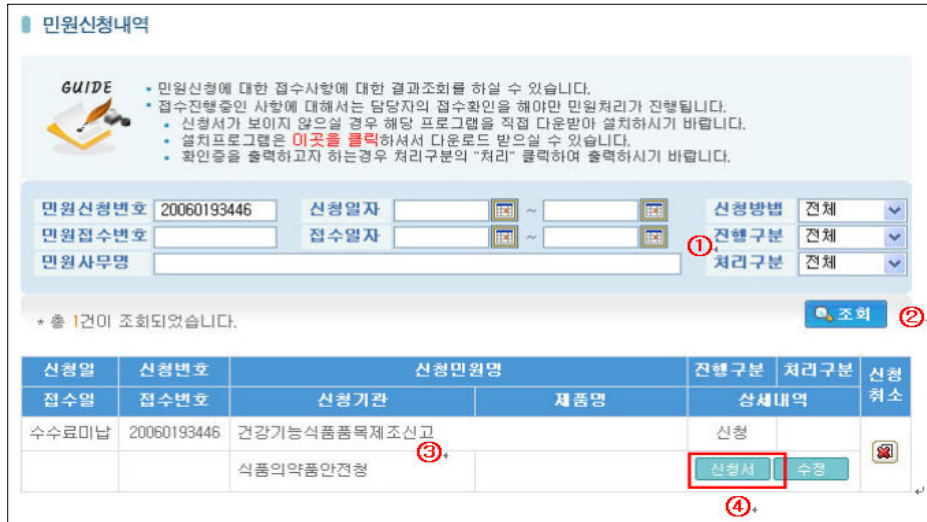 민원신청내역
GUIDE
• 민원신청에 대한 접수사항에 대한 결과조회를 하실 수 있습니다.
• 접수진행중인 사항에 대해서는 담당자의 접수확인을 해야만 민원처리가 진행됩니다.
• 신청서가 보이지 않으실 경우 해당 프로그램을 직접 다운받아 설치하시기 바랍니다.
• 설치프로그램은 이곳을 클릭하셔서 다운로드 받으실 수 있습니다.
• 확인증을 출력하고자 하는경우 처리구분의 "처리" 클릭하여 출력하시기 바랍니다.
민원신청번호 20060193446 신청일자 ~ 신청방법 전체
민원접수번호 접수일자 ~ ① 진행구분 전체
민원사무명 처리구분 전체
* 총 1건이 조회되었습니다. 조회 ②
신청일 신청번호 신청민원명 진행구분 처리구분 신청취소
접수일 접수번호 신청기관 제품명 상세내역
수수료미납 20060193446 건강기능식품품목제조신고 신청
③
식품의약품안전청 신청서 수정
④